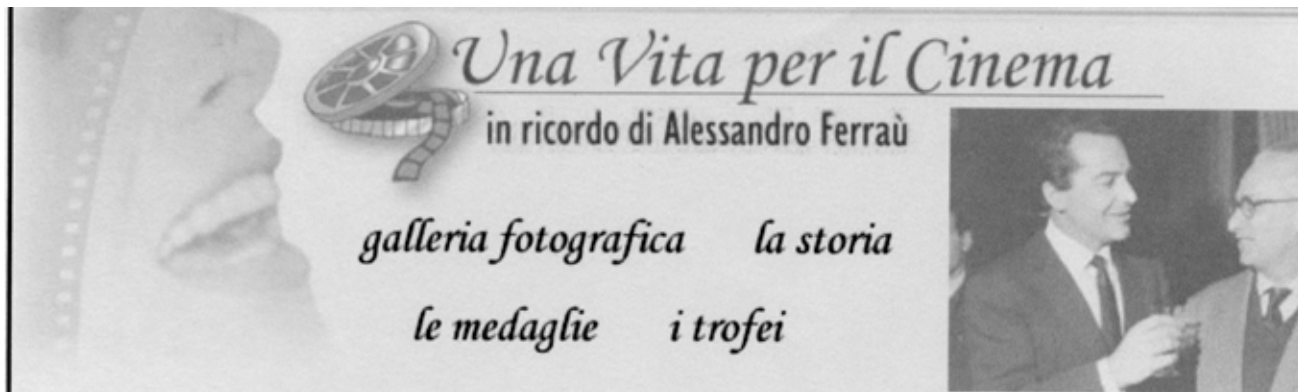 Una Vita per il Cinema
in ricordo di Alessandro Ferraù
galleria fotografica la storia
le medaglie i trofei